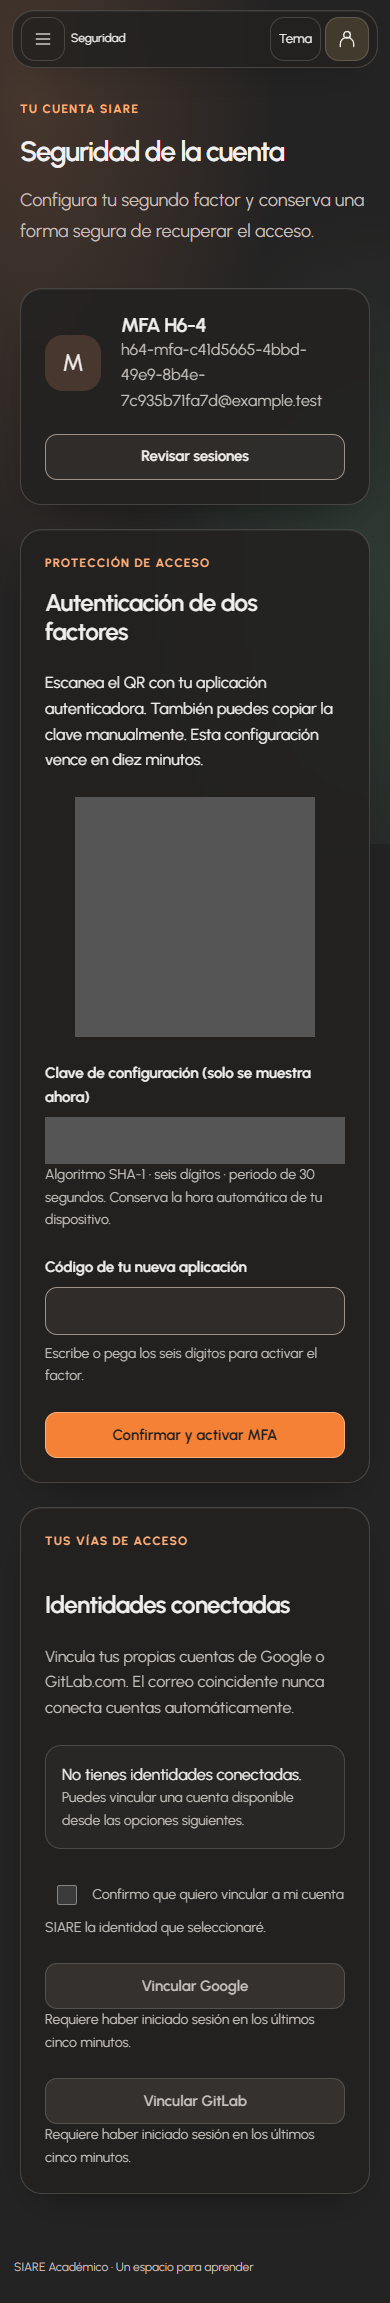 Seguridad
Tema
TU CUENTA SIARE
Seguridad de la cuenta
Configura tu segundo factor y conserva una
forma segura de recuperar el acceso.
M
MFA H6-4
h64-mfa-c41d5665-4bbd-
49e9-8b4e-
7c935b71fa7d@example.test
Revisar sesiones
PROTECCIÓN DE ACCESO
Autenticación de dos
factores
Escanea el QR con tu aplicación
autenticadora. También puedes copiar la
clave manualmente. Esta configuración
vence en diez minutos.
Clave de configuración (solo se muestra
ahora)
Algoritmo SHA-1 · seis dígitos · periodo de 30
segundos. Conserva la hora automática de tu
dispositivo.
Código de tu nueva aplicación
Escribe o pega los seis dígitos para activar el
factor.
Confirmar y activar MFA
TUS VÍAS DE ACCESO
Identidades conectadas
Vincula tus propias cuentas de Google o
GitLab.com. El correo coincidente nunca
conecta cuentas automáticamente.
No tienes identidades conectadas.
Puedes vincular una cuenta disponible
desde las opciones siguientes.
Confirmo que quiero vincular a mi cuenta
SIARE la identidad que seleccionaré.
Vincular Google
Requiere haber iniciado sesión en los últimos
cinco minutos.
Vincular GitLab
Requiere haber iniciado sesión en los últimos
cinco minutos.
SIARE Académico · Un espacio para aprender